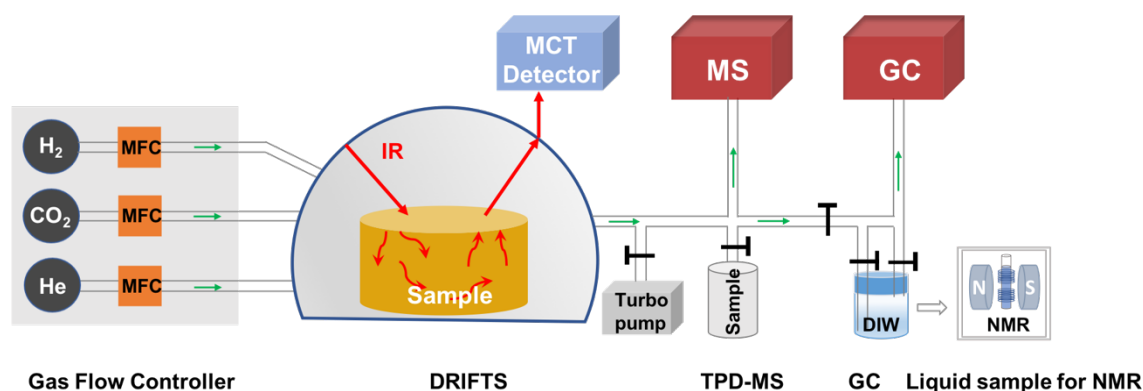 MCT
Detector
MS
GC
H₂
MFC
IR
CO₂
MFC
He
MFC
Sample
Turbo
pump
Sample
DIW
N
S
NMR
Gas Flow Controller
DRIFTS
TPD-MS
GC
Liquid sample for NMR